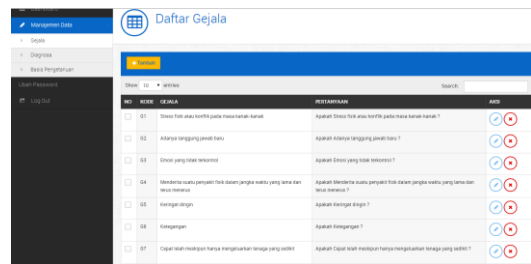 Dashboard
Manajemen Data
Gejala
Diagnosa
Basis Pengetahuan
Ubah Password
Log Out
Daftar Gejala
+Tambah
Show 10 entries
Search:
NO KODE GEJALA PERTANYAAN AKSI
G1 Stress fisik atau konflik pada masa kanak-kanak Apakah Stress fisik atau konflik pada masa kanak-kanak ?
G2 Adanya tanggung jawab baru Apakah Adanya tanggung jawab baru ?
G3 Emosi yang tidak terkontrol Apakah Emosi yang tidak terkontrol ?
G4 Menderita suatu penyakit fisik dalam jangka waktu yang lama dan Apakah Menderita suatu penyakit fisik dalam jangka waktu yang lama dan
terus menerus terus menerus ?
G5 Keringat dingin Apakah Keringat dingin ?
G6 Ketegangan Apakah Ketegangan ?
G7 Cepat lelah meskipun hanya mengeluarkan tenaga yang sedikit Apakah Cepat lelah meskipun hanya mengeluarkan tenaga yang sedikit ?